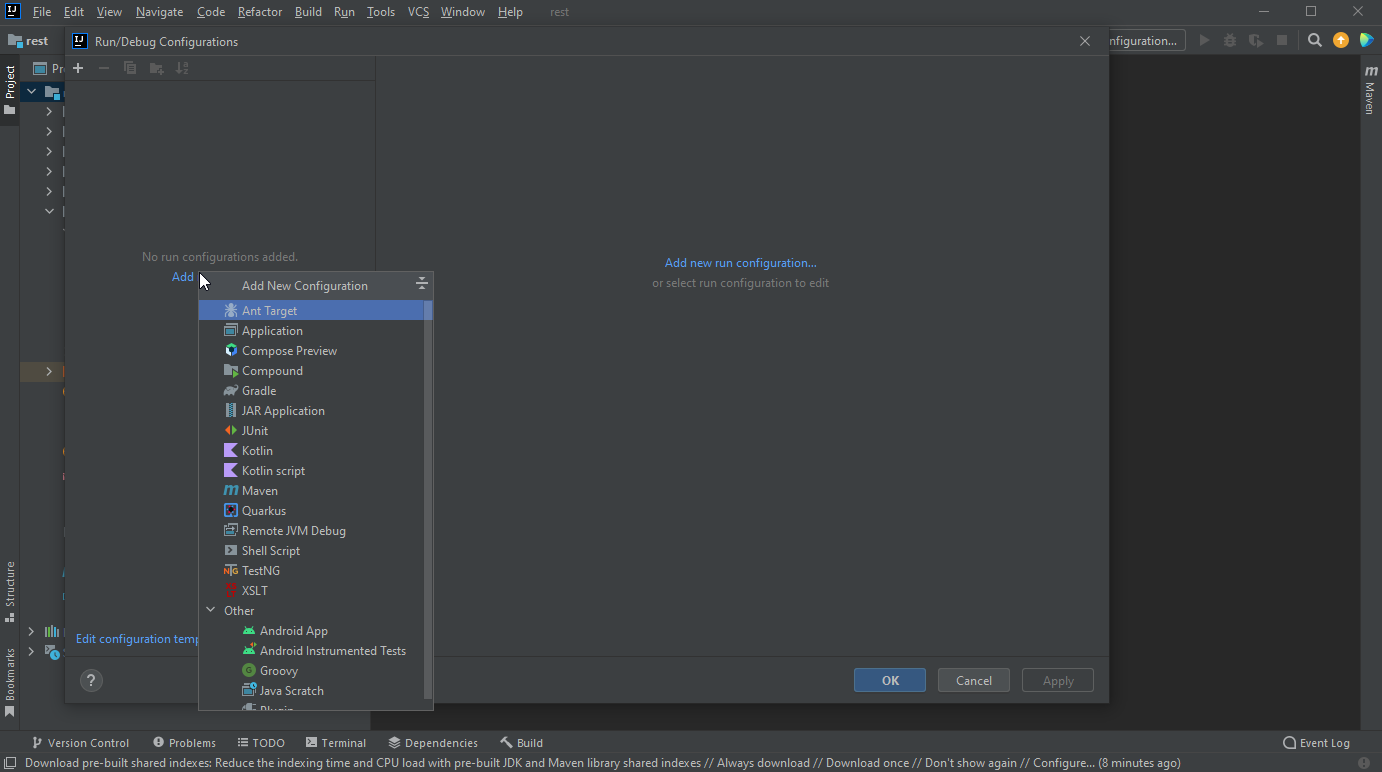 File Edit View Navigate Code Refactor Build Run Tools VCS Window Help rest
rest
Run/Debug Configurations
nfiguration...
Project
Maven
No run configurations added.
Add
Add new run configuration...
or select run configuration to edit
Add New Configuration
Ant Target
Application
Compose Preview
Compound
Gradle
JAR Application
JUnit
Kotlin
Kotlin script
Maven
Quarkus
Remote JVM Debug
Shell Script
TestNG
XSLT
Other
Android App
Android Instrumented Tests
Groovy
Java Scratch
Plugin
Edit configuration temp
Structure
Bookmarks
OK Cancel Apply
Version Control Problems TODO Terminal Dependencies Build Event Log
Download pre-built shared indexes: Reduce the indexing time and CPU load with pre-built JDK and Maven library shared indexes // Always download // Download once // Don't show again // Configure... (8 minutes ago)